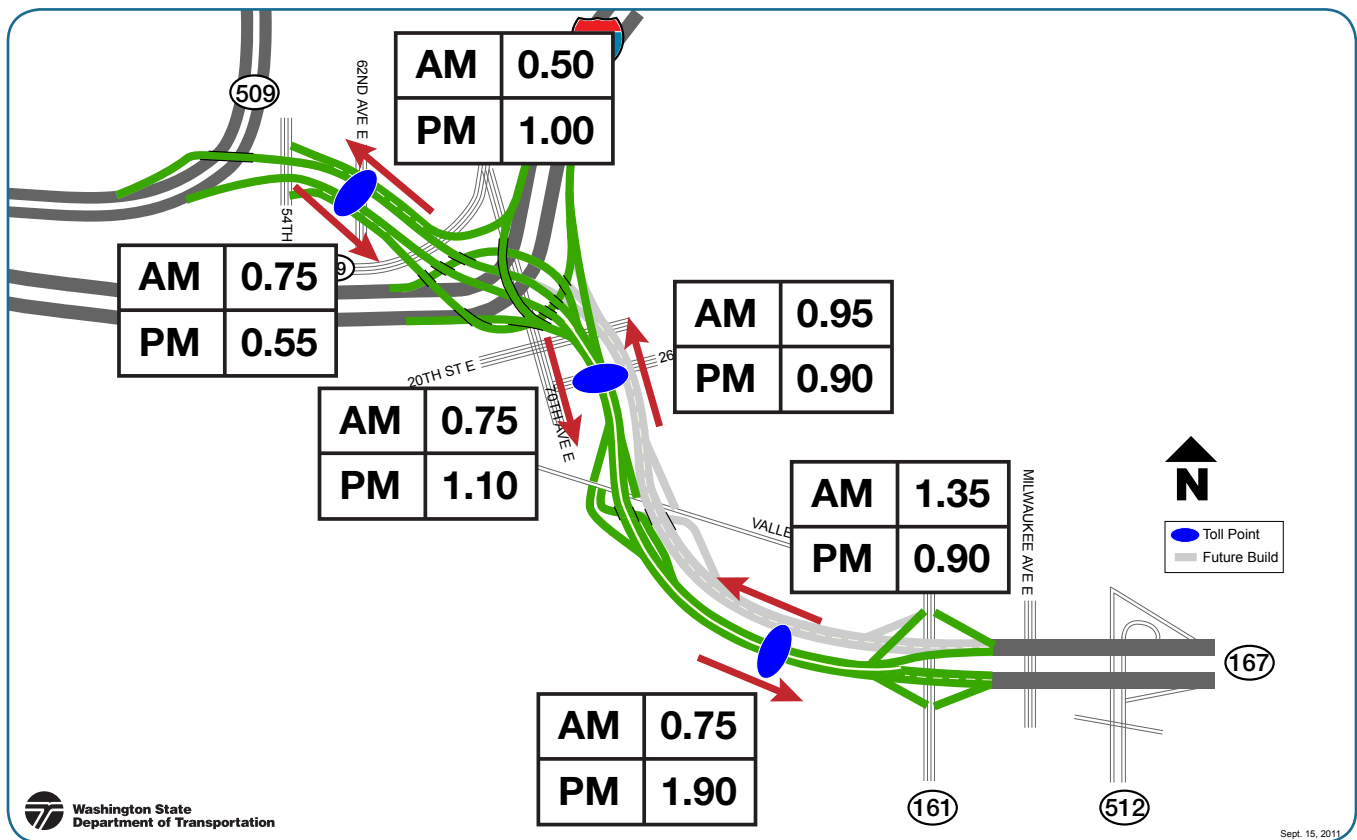 AM 0.50
PM 1.00
509
62ND AVE E
54TH
9
AM 0.75
PM 0.55
AM 0.95
PM 0.90
20TH ST E
26
70TH AVE E
AM 0.75
PM 1.10
VALLE
AM 1.35
PM 0.90
MILWAUKEE AVE E
N
Toll Point
Future Build
167
AM 0.75
PM 1.90
161
512
Washington State
Department of Transportation
Sept. 15, 2011